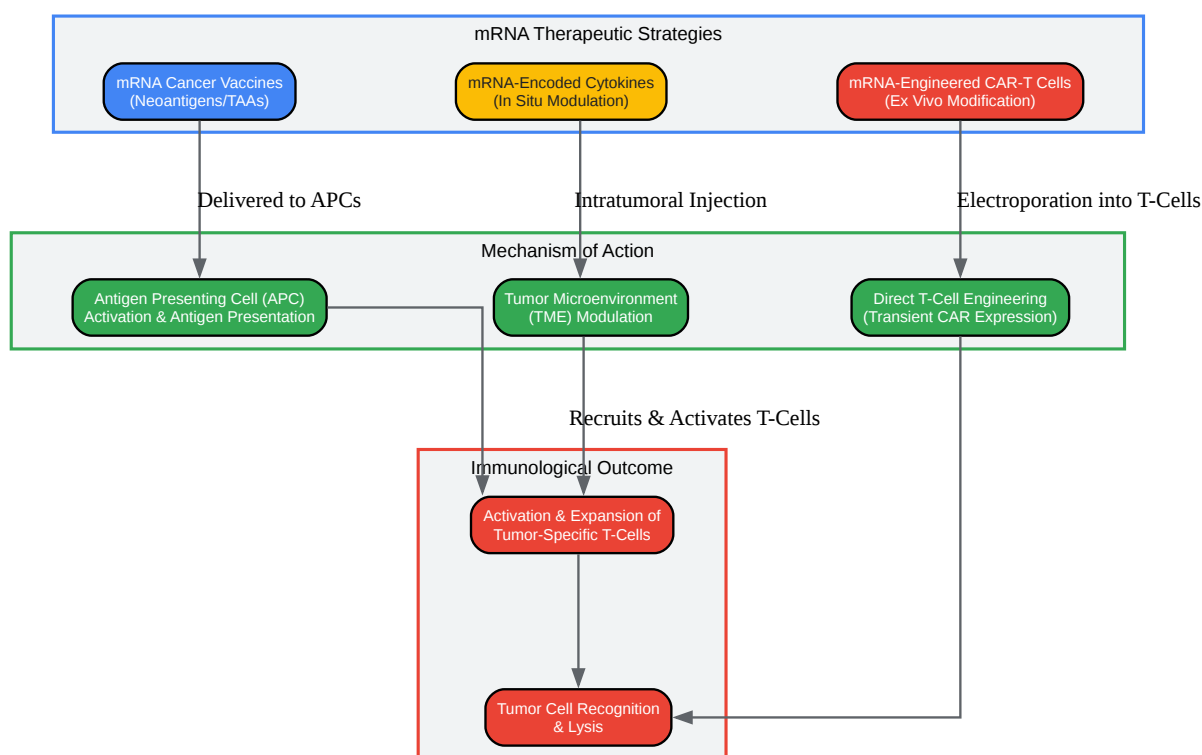 mRNA Therapeutic Strategies
mRNA Cancer Vaccines
(Neoantigens/TAAs)
mRNA-Encoded Cytokines
(In Situ Modulation)
mRNA-Engineered CAR-T Cells
(Ex Vivo Modification)
Delivered to APCs
Intratumoral Injection
Electroporation into T-Cells
Mechanism of Action
Antigen Presenting Cell (APC)
Activation & Antigen Presentation
Tumor Microenvironment
(TME) Modulation
Direct T-Cell Engineering
(Transient CAR Expression)
Recruits & Activates T-Cells
Immunological Outcome
Activation & Expansion of
Tumor-Specific T-Cells
Tumor Cell Recognition
& Lysis